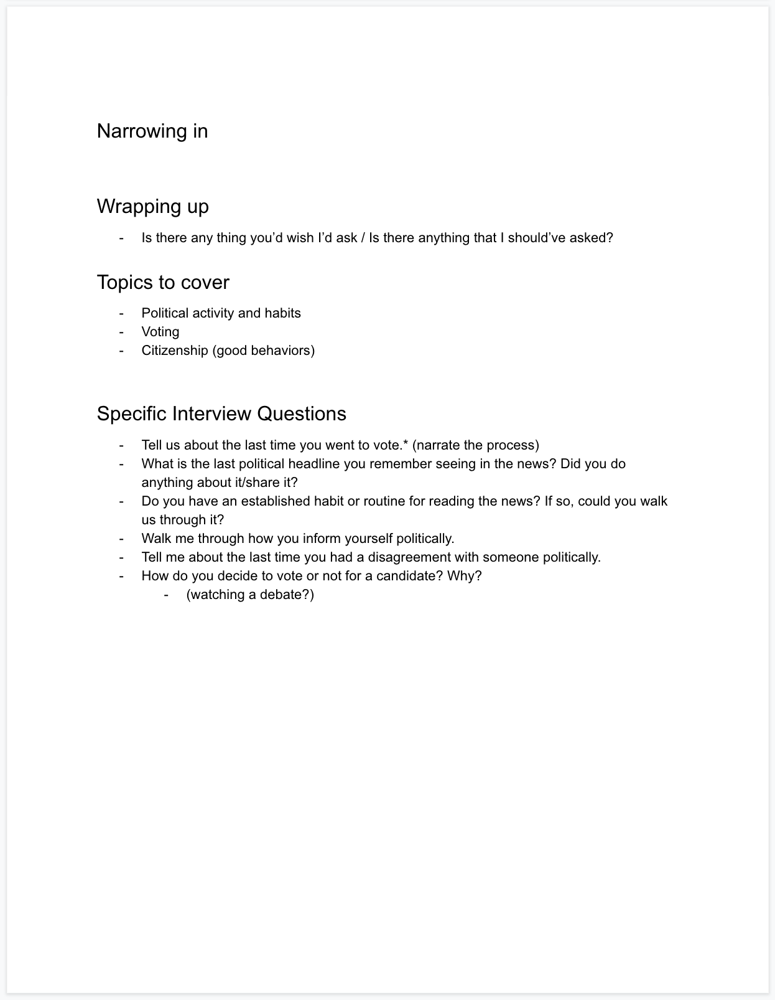 Narrowing in
Wrapping up
- Is there any thing you’d wish I’d ask / Is there anything that I should’ve asked?
Topics to cover
- Political activity and habits
- Voting
- Citizenship (good behaviors)
Specific Interview Questions
- Tell us about the last time you went to vote.* (narrate the process)
- What is the last political headline you remember seeing in the news? Did you do
anything about it/share it?
- Do you have an established habit or routine for reading the news? If so, could you walk
us through it?
- Walk me through how you inform yourself politically.
- Tell me about the last time you had a disagreement with someone politically.
- How do you decide to vote or not for a candidate? Why?
- (watching a debate?)